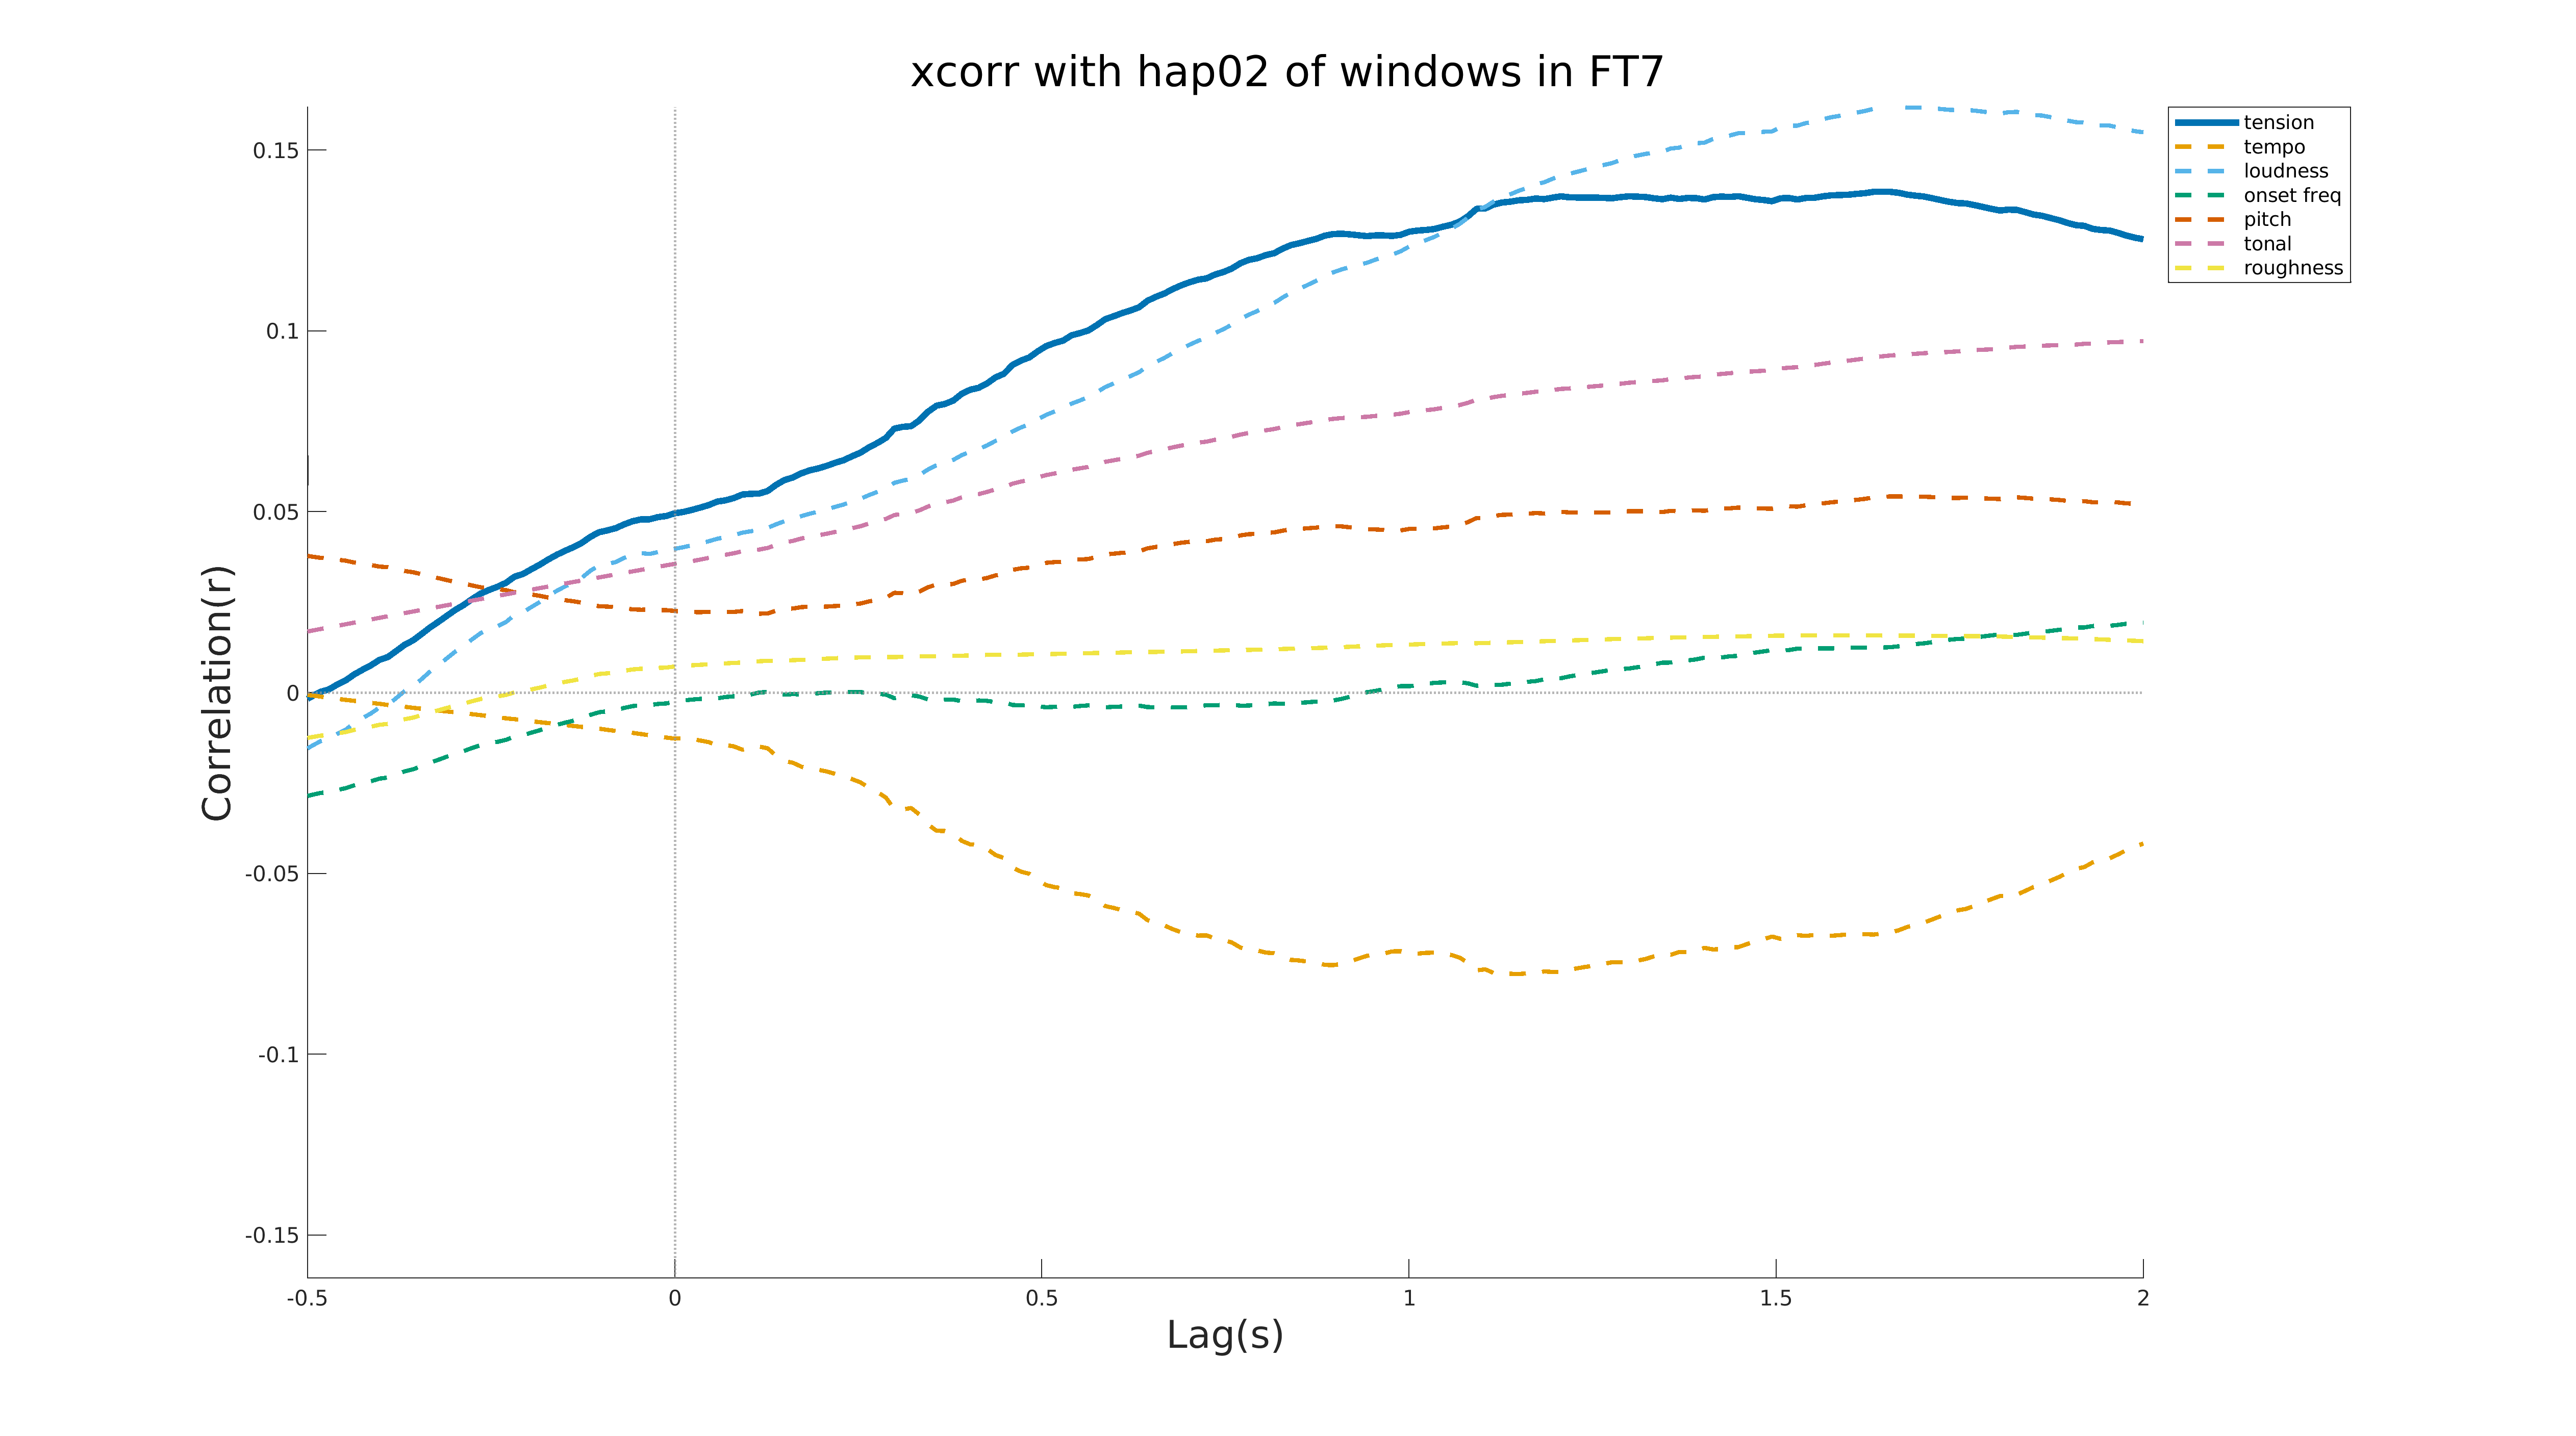 xcorr with hap02 of windows in FT7
tension
tempo
loudness
onset freq
pitch
tonal
roughness
Correlation(r)
0.15
0.1
0.05
0
-0.05
-0.1
-0.15
-0.5
0
0.5
1
1.5
2
Lag(s)